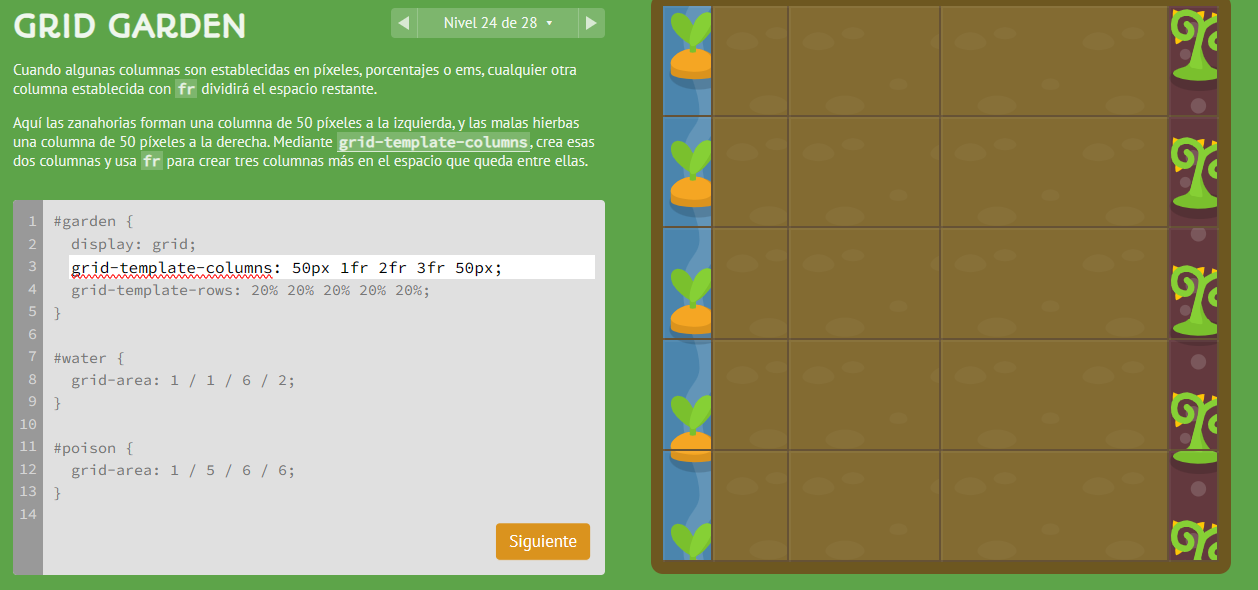 GRID GARDEN
Nivel 24 de 28
Cuando algunas columnas son establecidas en píxeles, porcentajes o ems, cualquier otra
columna establecida con fr dividirá el espacio restante.
Aquí las zanahorias forman una columna de 50 píxeles a la izquierda, y las malas hierbas
una columna de 50 píxeles a la derecha. Mediante grid-template-columns, crea esas
dos columnas y usa fr para crear tres columnas más en el espacio que queda entre ellas.
1 #garden {
2 display: grid;
3 grid-template-columns: 50px 1fr 2fr 3fr 50px;
4 grid-template-rows: 20% 20% 20% 20% 20%;
5 }
6
7 #water {
8 grid-area: 1 / 1 / 6 / 2;
9 }
10
11 #poison {
12 grid-area: 1 / 5 / 6 / 6;
13 }
14
Siguiente